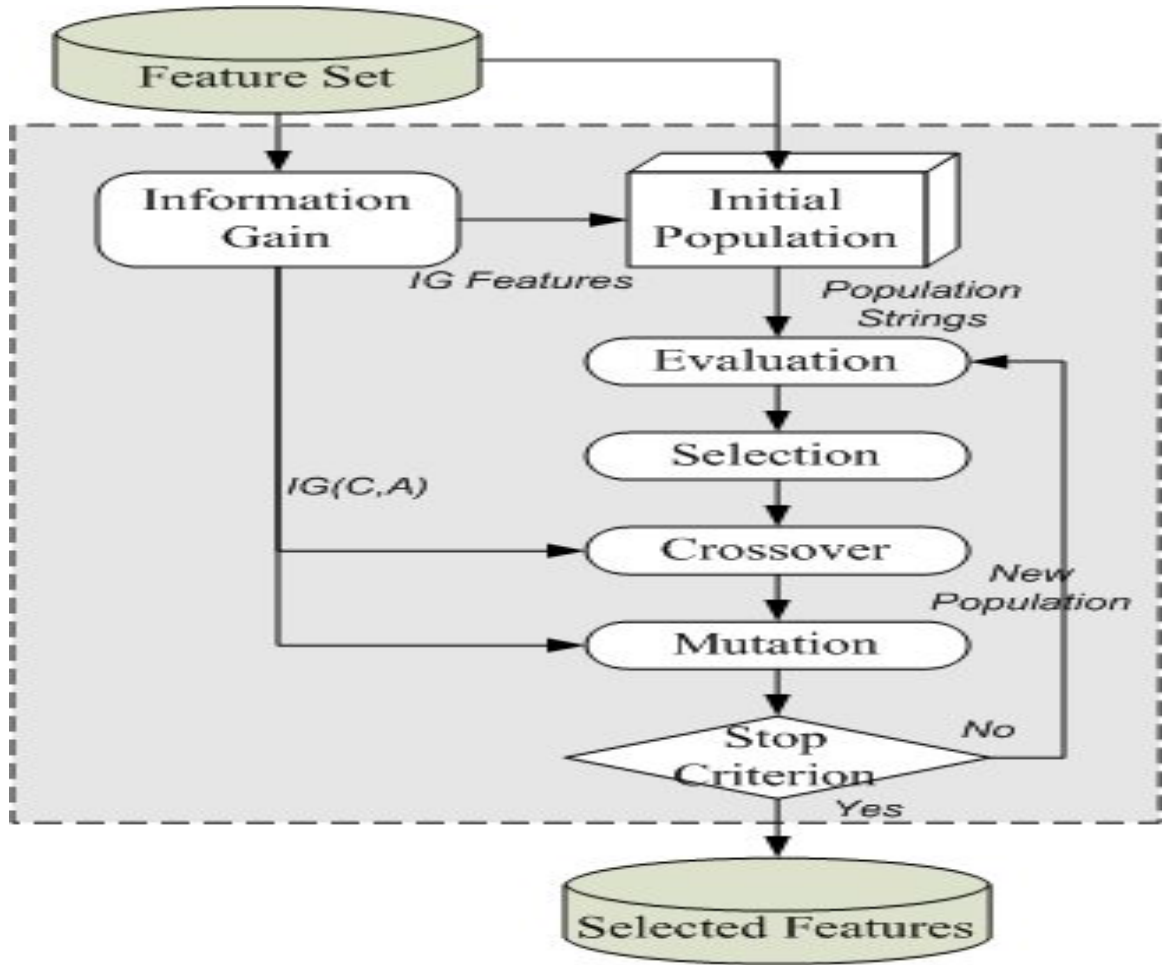 Feature Set
Information
Gain
Initial
Population
IG Features
Population
Strings
Evaluation
Selection
IG(C,A)
Crossover
New
Population
Mutation
Stop
Criterion
No
Yes
Selected Features